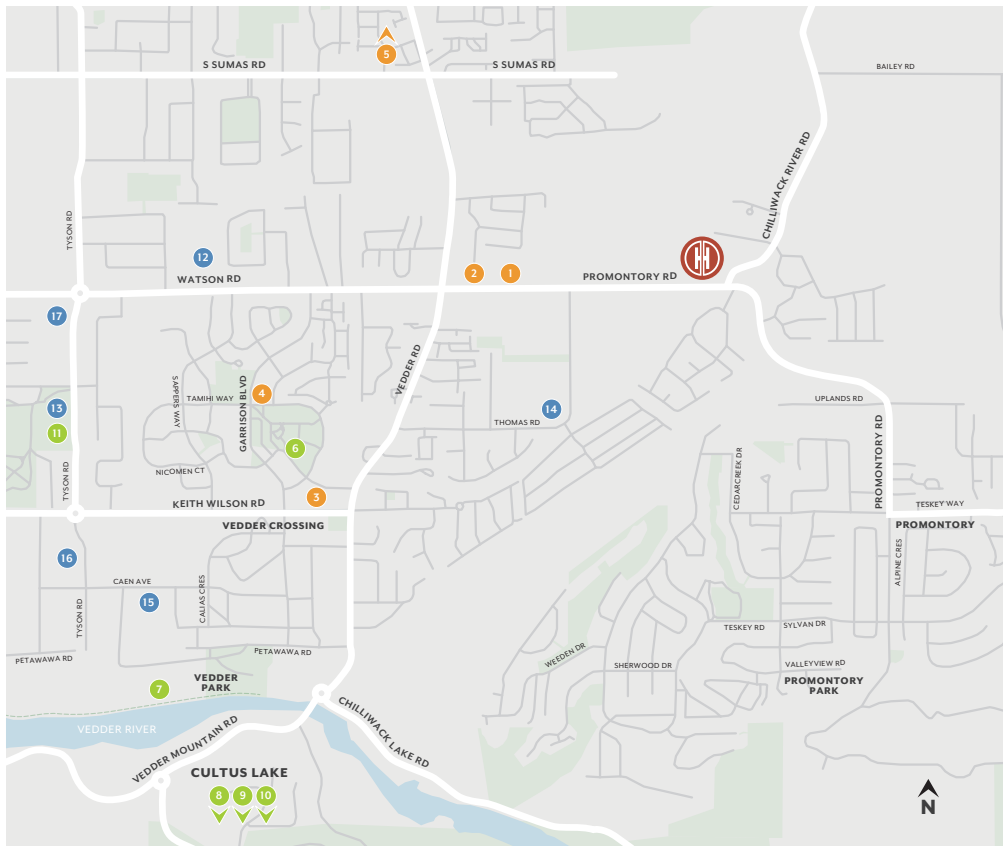 5
S SUMAS RD
S SUMAS RD
BAILEY RD
CHILLIWACK RIVER RD
TYSON RD
12
WATSON RD
2
1
PROMONTORY RD
HH
17
VEDDER RD
SAPPERS WAY
TAMIHI WAY
GARRISON BLVD
4
13
11
14
THOMAS RD
UPLANDS RD
PROMONTORY RD
6
NICOMEN CT
TYSON RD
CEDARCREEK DR
KEITH WILSON RD
3
VEDDER CROSSING
TESKEY WAY
PROMONTORY
16
ALPINE CRES
CAEN AVE
15
CALIAS CRES
TYSON RD
TESKEY RD
SYLVAN DR
PETAWAWA RD
PETAWAWA RD
WEEDEN DR
SHERWOOD DR
VALLEYVIEW RD
PROMONTORY
PARK
7
VEDDER
PARK
VEDDER RIVER
VEDDER MOUNTAIN RD
CHILLIWACK LAKE RD
CULTUS LAKE
8
9
10
N